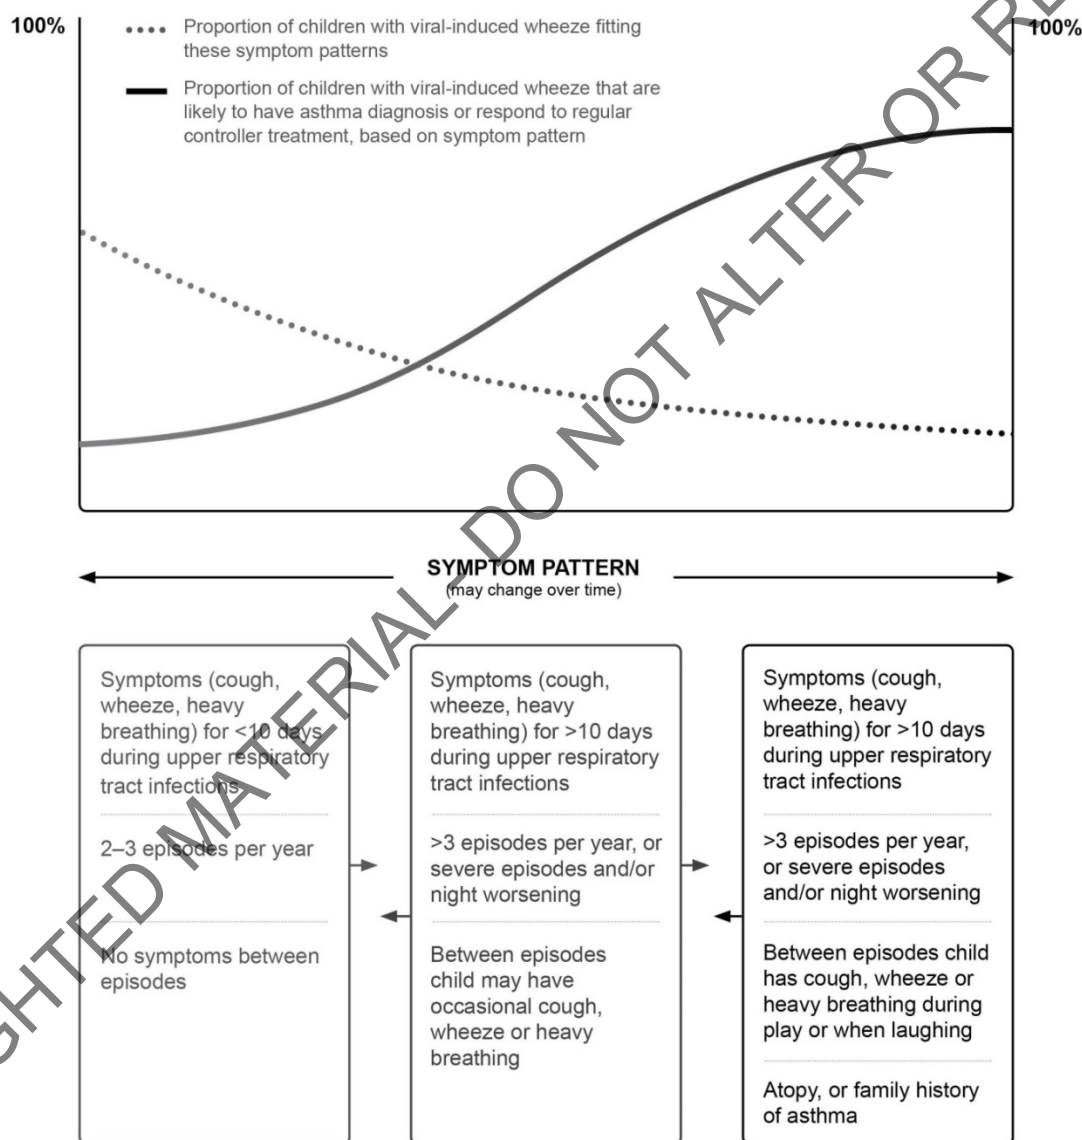 100%
100%
Proportion of children with viral-induced wheeze fitting
these symptom patterns
Proportion of children with viral-induced wheeze that are
likely to have asthma diagnosis or respond to regular
controller treatment, based on symptom pattern
SYMPTOM PATTERN
(may change over time)
Symptoms (cough,
wheeze, heavy
breathing) for <10 days
during upper respiratory
tract infections
2–3 episodes per year
No symptoms between
episodes
Symptoms (cough,
wheeze, heavy
breathing) for >10 days
during upper respiratory
tract infections
>3 episodes per year, or
severe episodes and/or
night worsening
Between episodes
child may have
occasional cough,
wheeze or heavy
breathing
Symptoms (cough,
wheeze, heavy
breathing) for >10 days
during upper respiratory
tract infections
>3 episodes per year,
or severe episodes
and/or night worsening
Between episodes child
has cough, wheeze or
heavy breathing during
play or when laughing
Atopy, or family history
of asthma
GHTED MATERIAL- DO NOT ALTER OR RE